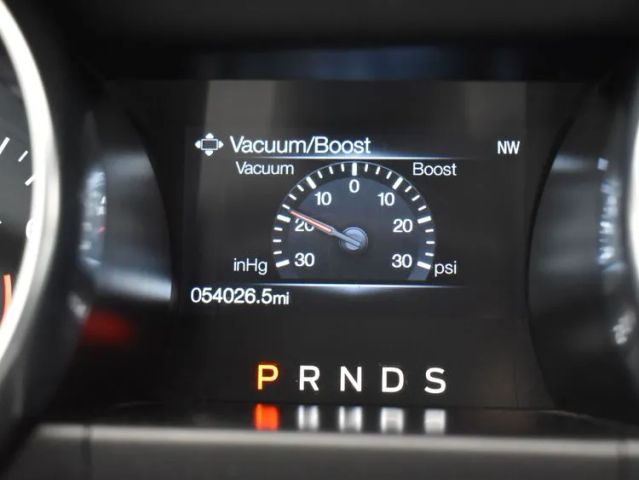 Vacuum/Boost NW
Vacuum Boost
0
10 10
20 20
30 30
inHg psi
054026.5mi
P R N D S